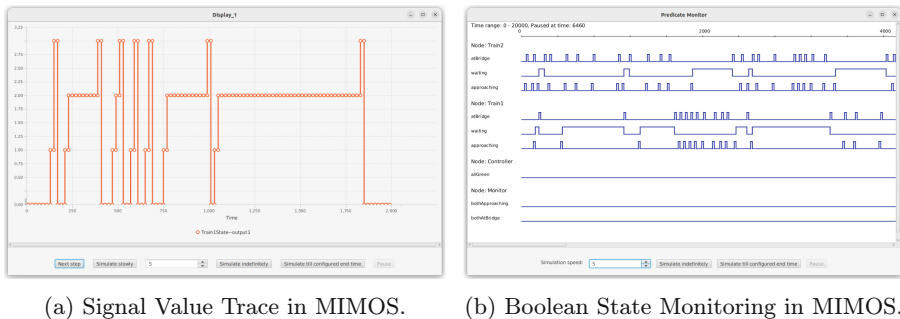 Display_1
3.25
3.00
2.75
2.50
2.25
2.00
1.75
1.50
1.25
1.00
0.75
0.50
0.25
0.00
0 250 500 750 1,000 1,250 1,500 1,750 2,000
Time
Train1State-output1
Next step Simulate slowly 5 Simulate indefinitely Simulate till configured end time Pause
(a) Signal Value Trace in MIMOS.
Predicate Monitor
Time range: 0 - 20000, Paused at time: 6460
0 2000 4000
Node: Train2
atBridge
waiting
approaching
Node: Train1
atBridge
waiting
approaching
Node: Controller
allGreen
Node: Monitor
bothApproaching
bothAtBridge
Simulation speed: 5 Simulate indefinitely Simulate till configured end time Pause
(b) Boolean State Monitoring in MIMOS.